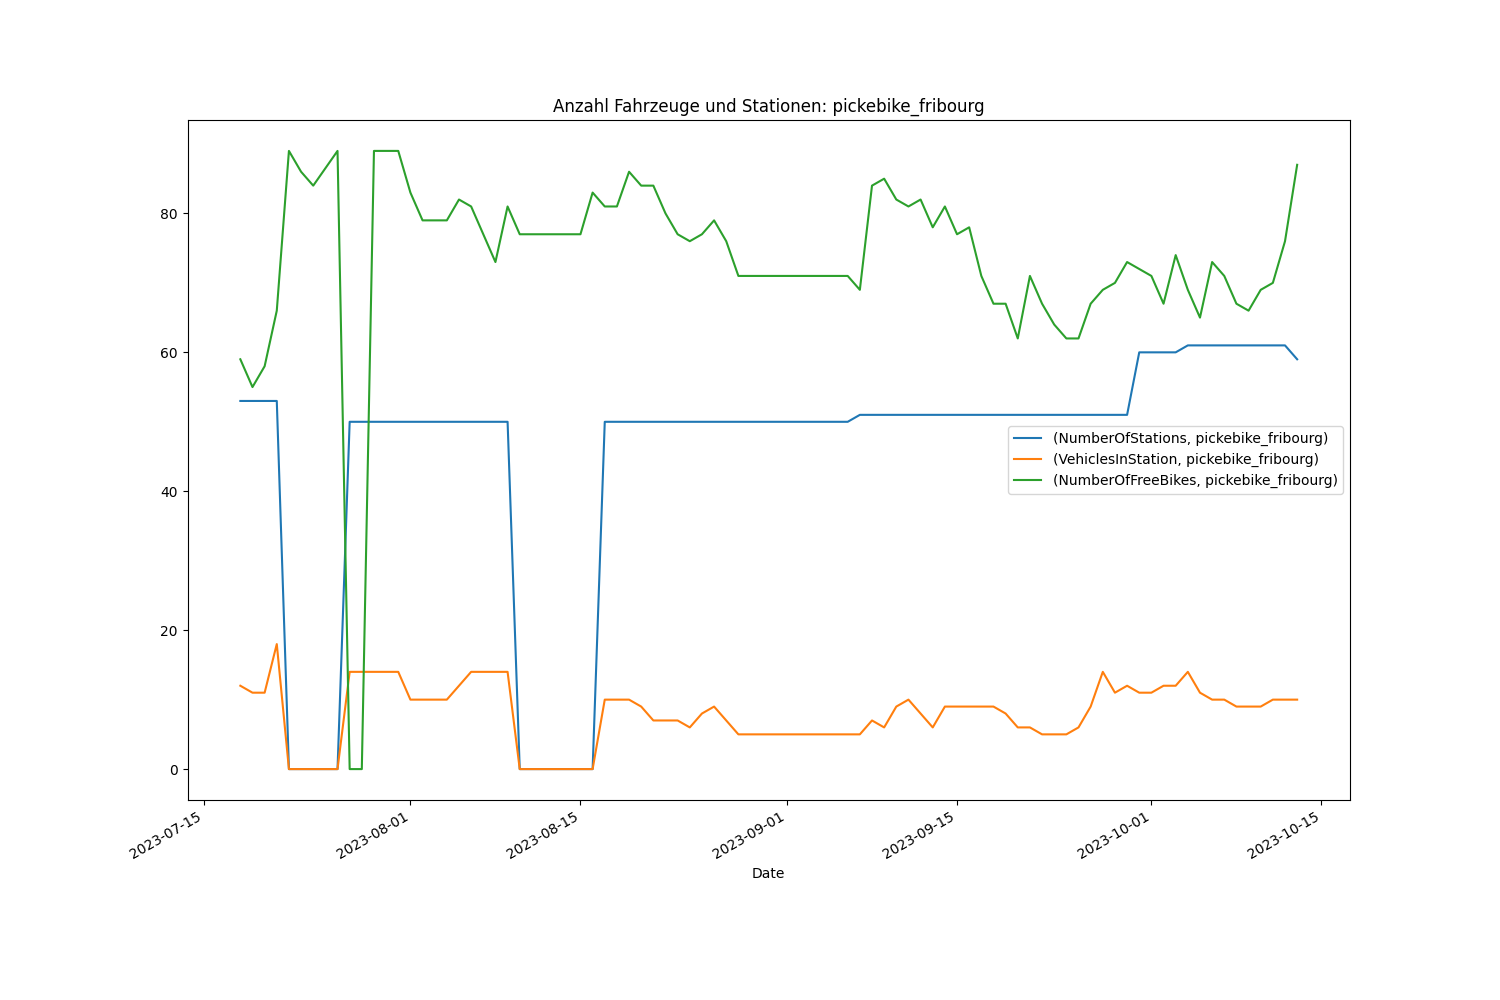 Anzahl Fahrzeuge und Stationen: pickebike_fribourg
80
60
40
20
0
(NumberOfStations, pickebike_fribourg)
(VehiclesInStation, pickebike_fribourg)
(NumberOfFreeBikes, pickebike_fribourg)
2023-07-15
2023-08-01
2023-08-15
2023-09-01
2023-09-15
2023-10-01
2023-10-15
Date